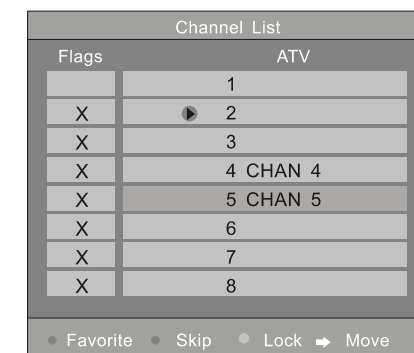 Channel List
Flags ATV
1
X 2
X 3
X 4 CHAN 4
X 5 CHAN 5
X 6
X 7
X 8
Favorite Skip Lock Move